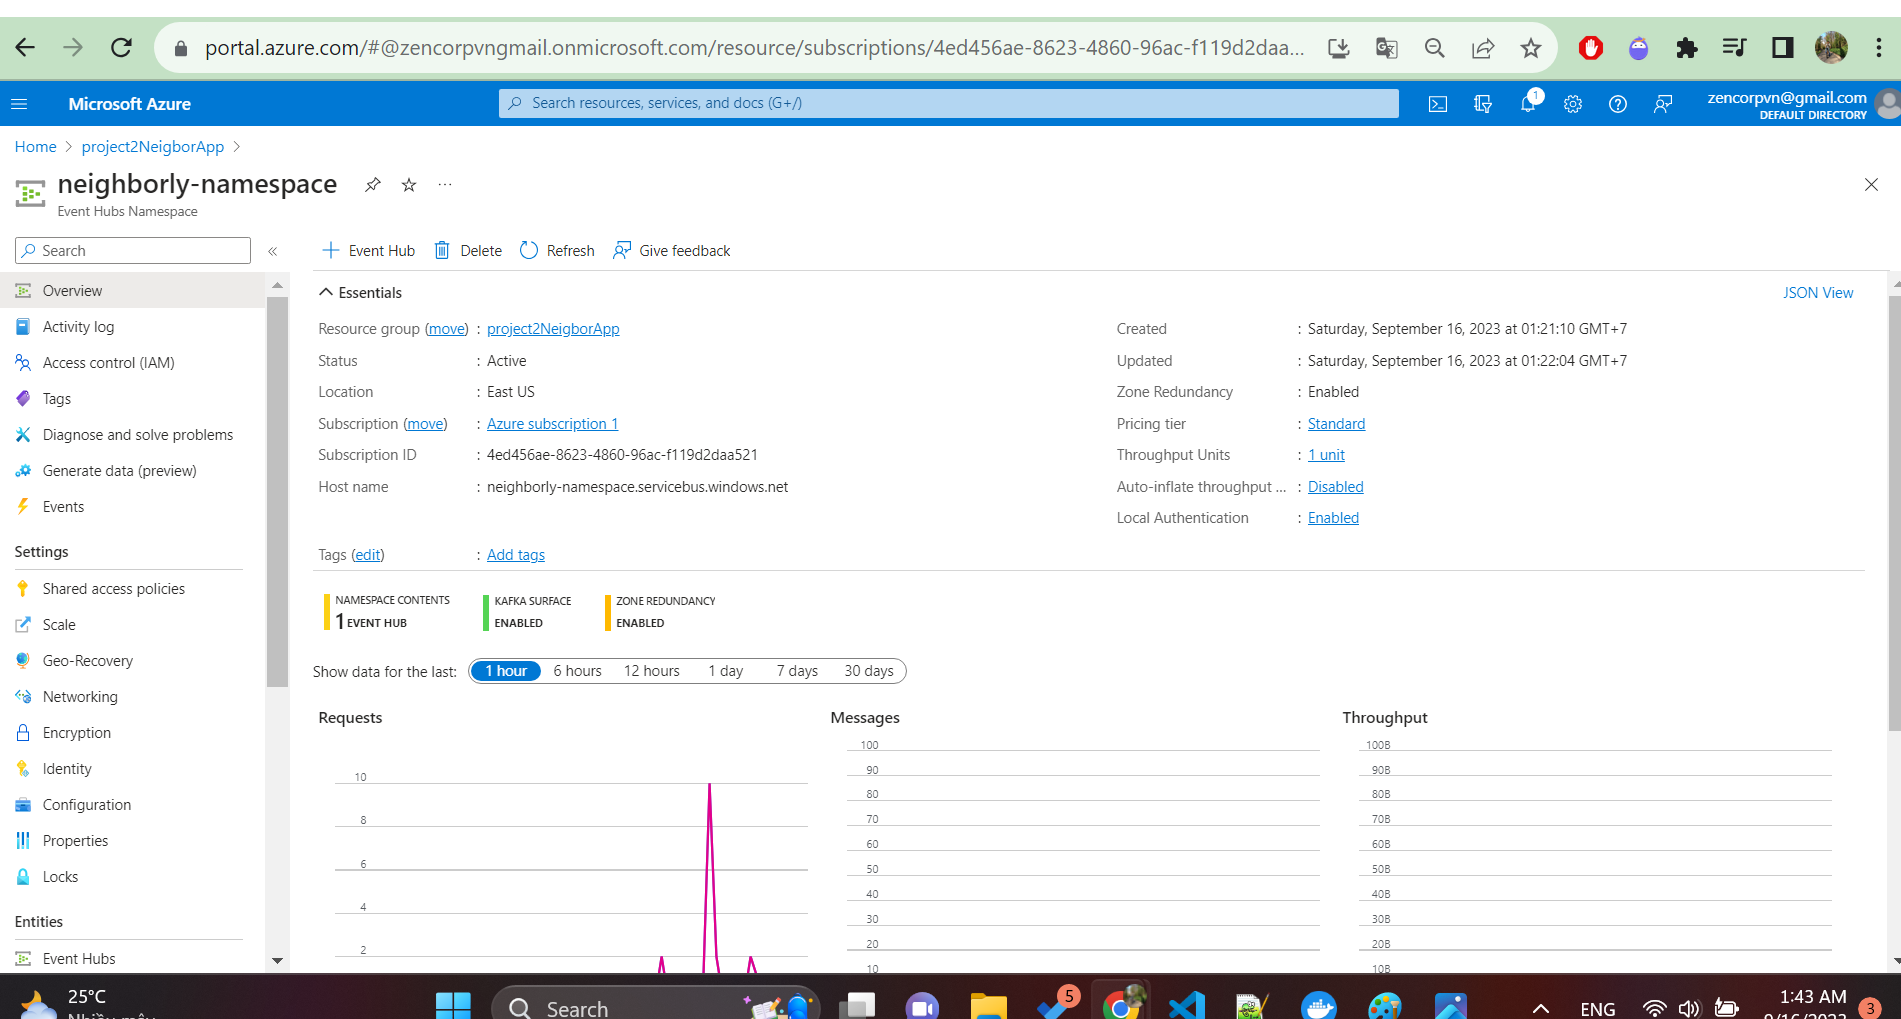 portal.azure.com/#@zencorpvngmail.onmicrosoft.com/resource/subscriptions/4ed456ae-8623-4860-96ac-f119d2daa...
Microsoft Azure
Search resources, services, and docs (G+/)
1
zencorpvn@gmail.com
DEFAULT DIRECTORY
Home > project2NeigborApp >
neighborly-namespace
Event Hubs Namespace
Search
Event Hub
Delete
Refresh
Give feedback
Overview
Activity log
Access control (IAM)
Tags
Diagnose and solve problems
Generate data (preview)
Events
Settings
Shared access policies
Scale
Geo-Recovery
Networking
Encryption
Identity
Configuration
Properties
Locks
Entities
Event Hubs
Essentials
JSON View
Resource group (move) : project2NeigborApp
Status : Active
Location : East US
Subscription (move) : Azure subscription 1
Subscription ID : 4ed456ae-8623-4860-96ac-f119d2daa521
Host name : neighborly-namespace.servicebus.windows.net
Created : Saturday, September 16, 2023 at 01:21:10 GMT+7
Updated : Saturday, September 16, 2023 at 01:22:04 GMT+7
Zone Redundancy : Enabled
Pricing tier : Standard
Throughput Units : 1 unit
Auto-inflate throughput ... : Disabled
Local Authentication : Enabled
Tags (edit) : Add tags
NAMESPACE CONTENTS
1 EVENT HUB
KAFKA SURFACE
ENABLED
ZONE REDUNDANCY
ENABLED
Show data for the last: 1 hour 6 hours 12 hours 1 day 7 days 30 days
Requests
10
8
6
4
2
Messages
100
90
80
70
60
50
40
30
20
10
Throughput
100B
90B
80B
70B
60B
50B
40B
30B
20B
10B
25°C
Search
5
ENG
1:43 AM
9/16/2023
3